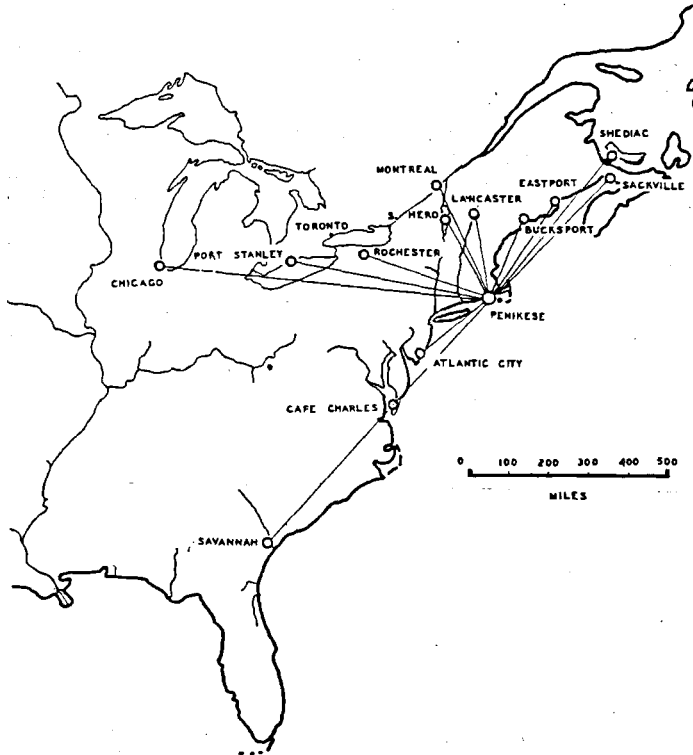 SHEDIAC
MONTREAL
EASTPORT
SACKVILLE
LANCASTER
S. HERO
BUCKSPORT
TORONTO
PORT STANLEY
ROCHESTER
CHICAGO
PENIKESE
ATLANTIC CITY
CAFE CHARLES
0 100 200 300 400 500
MILES
SAVANNAH